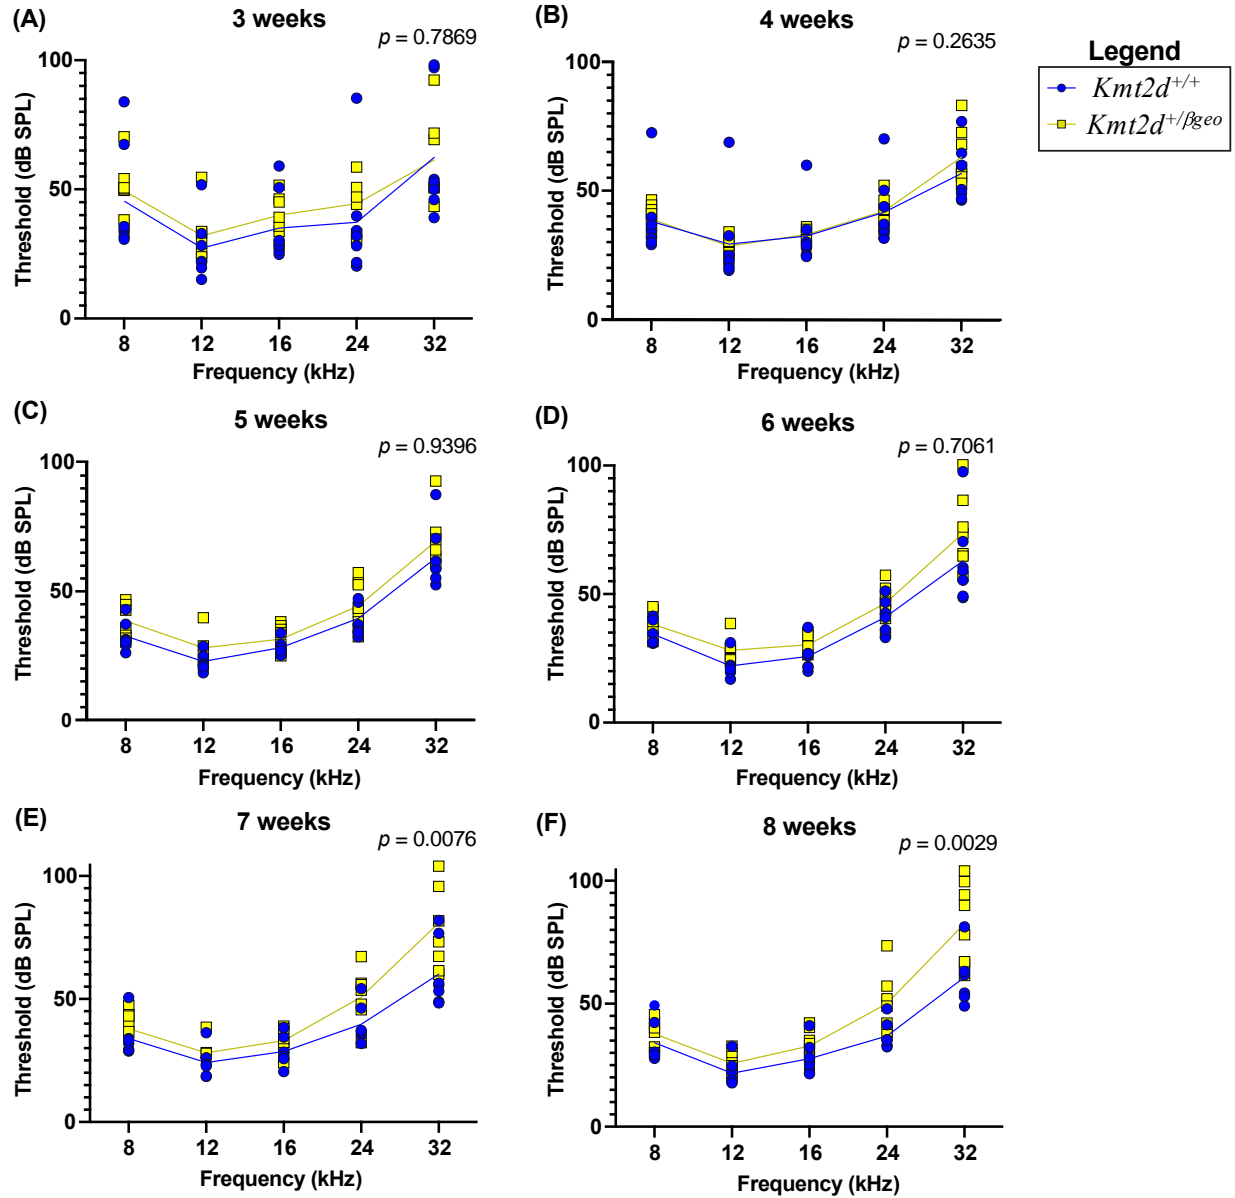 (A)
3 weeks
p = 0.7869
Threshold (dB SPL)
100
50
0
8 12 16 24 32
Frequency (kHz)
(B)
4 weeks
p = 0.2635
Threshold (dB SPL)
100
50
0
8 12 16 24 32
Frequency (kHz)
Legend
Kmt2d+/+
Kmt2d+/βgeo
(C)
5 weeks
p = 0.9396
Threshold (dB SPL)
100
50
0
8 12 16 24 32
Frequency (kHz)
(D)
6 weeks
p = 0.7061
Threshold (dB SPL)
100
50
0
8 12 16 24 32
Frequency (kHz)
(E)
7 weeks
p = 0.0076
Threshold (dB SPL)
100
50
0
8 12 16 24 32
Frequency (kHz)
(F)
8 weeks
p = 0.0029
Threshold (dB SPL)
100
50
0
8 12 16 24 32
Frequency (kHz)